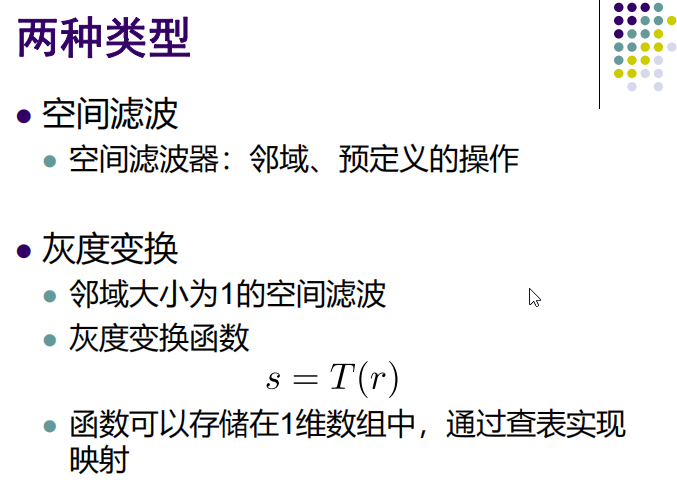 两种类型
空间滤波
空间滤波器：邻域、预定义的操作
灰度变换
邻域大小为1的空间滤波
灰度变换函数
s = T(r)
函数可以存储在1维数组中，通过查表实现
映射